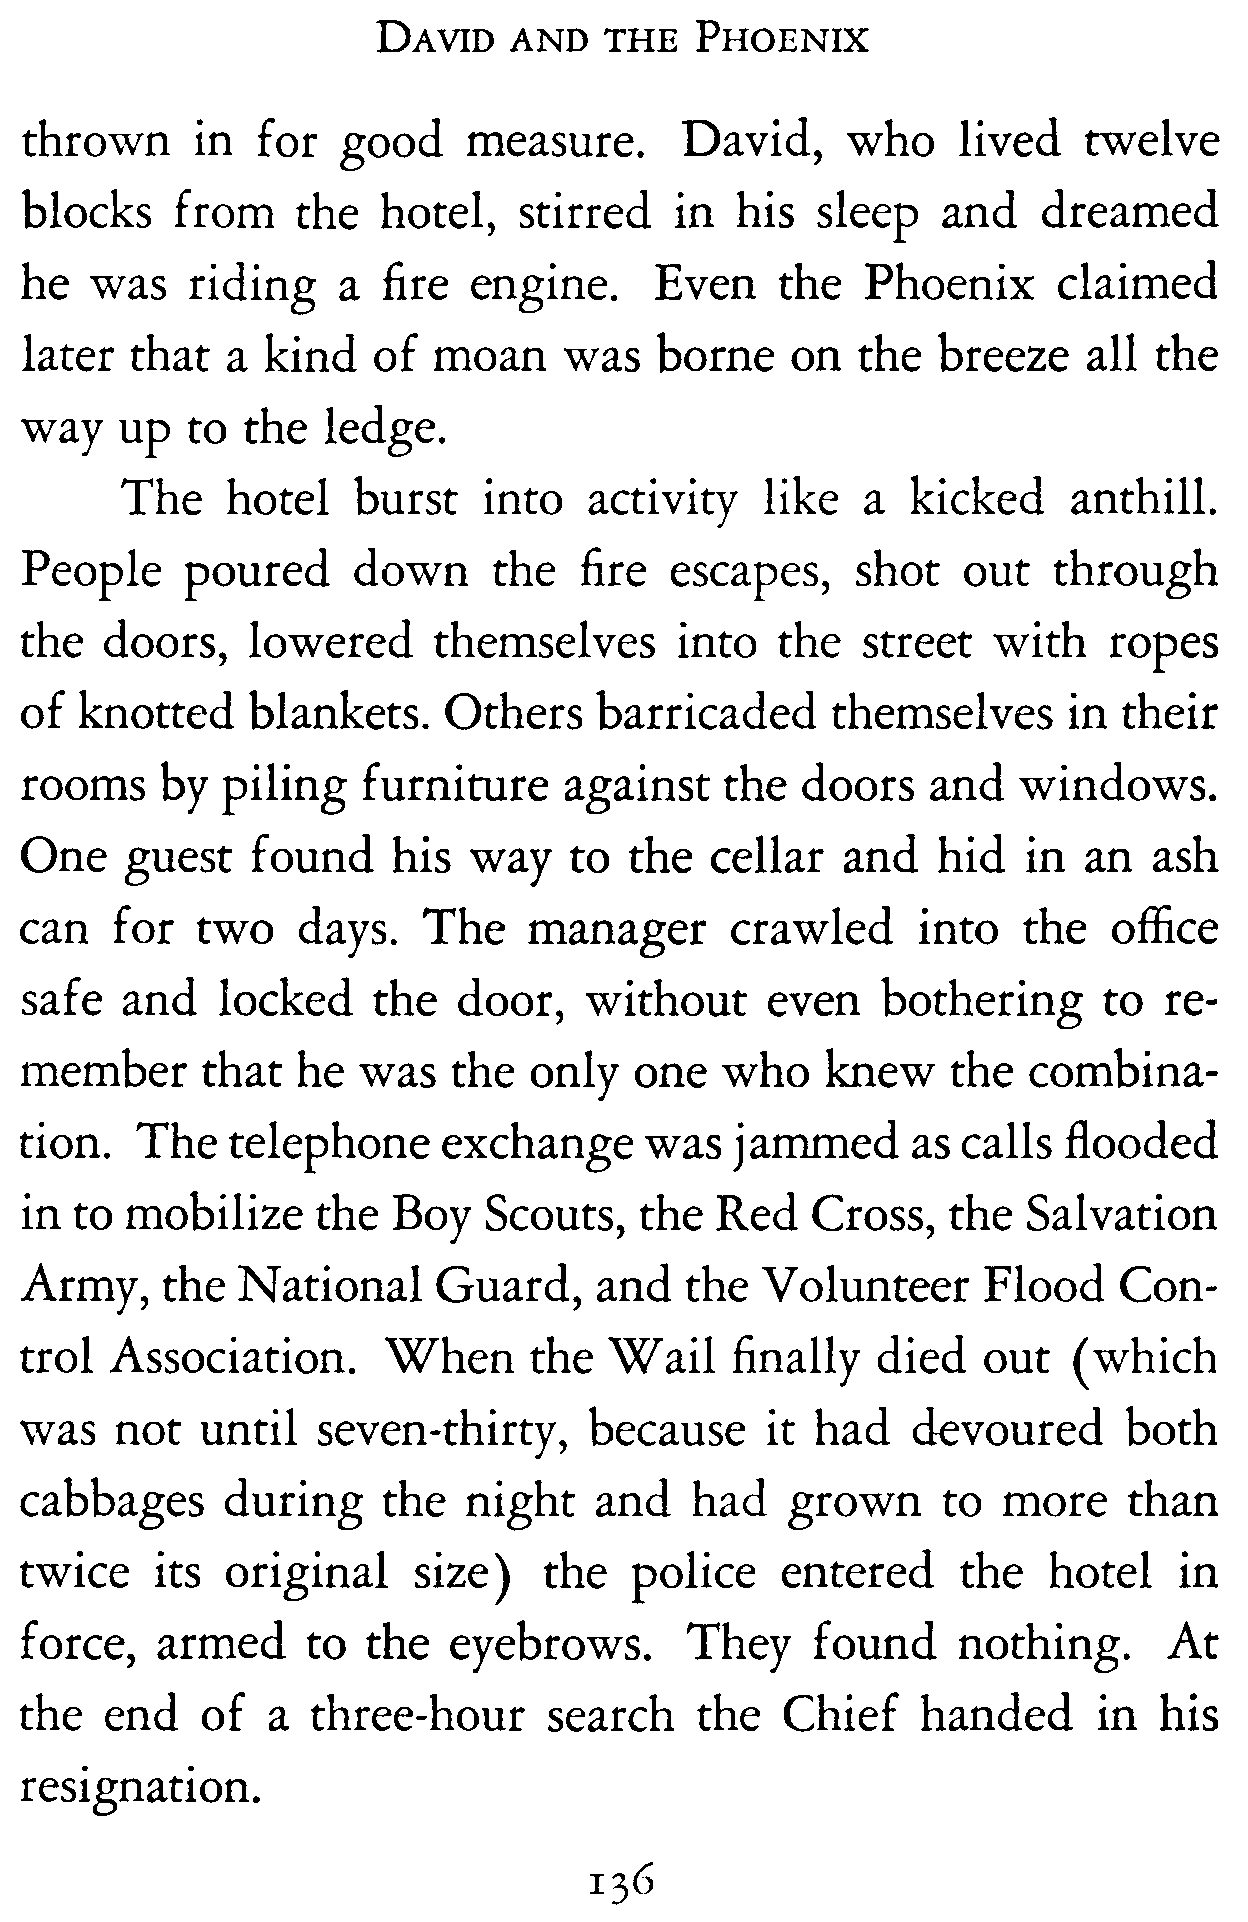 DAVID AND THE PHOENIX
thrown in for good measure. David, who lived twelve
blocks from the hotel, stirred in his sleep and dreamed
he was riding a fire engine. Even the Phoenix claimed
later that a kind of moan was borne on the breeze all the
way up to the ledge.
The hotel burst into activity like a kicked anthill.
People poured down the fire escapes, shot out through
the doors, lowered themselves into the street with ropes
of knotted blankets. Others barricaded themselves in their
rooms by piling furniture against the doors and windows.
One guest found his way to the cellar and hid in an ash
can for two days. The manager crawled into the office
safe and locked the door, without even bothering to re-
member that he was the only one who knew the combina-
tion. The telephone exchange was jammed as calls flooded
in to mobilize the Boy Scouts, the Red Cross, the Salvation
Army, the National Guard, and the Volunteer Flood Con-
trol Association. When the Wail finally died out (which
was not until seven-thirty, because it had devoured both
cabbages during the night and had grown to more than
twice its original size) the police entered the hotel in
force, armed to the eyebrows. They found nothing. At
the end of a three-hour search the Chief handed in his
resignation.
136